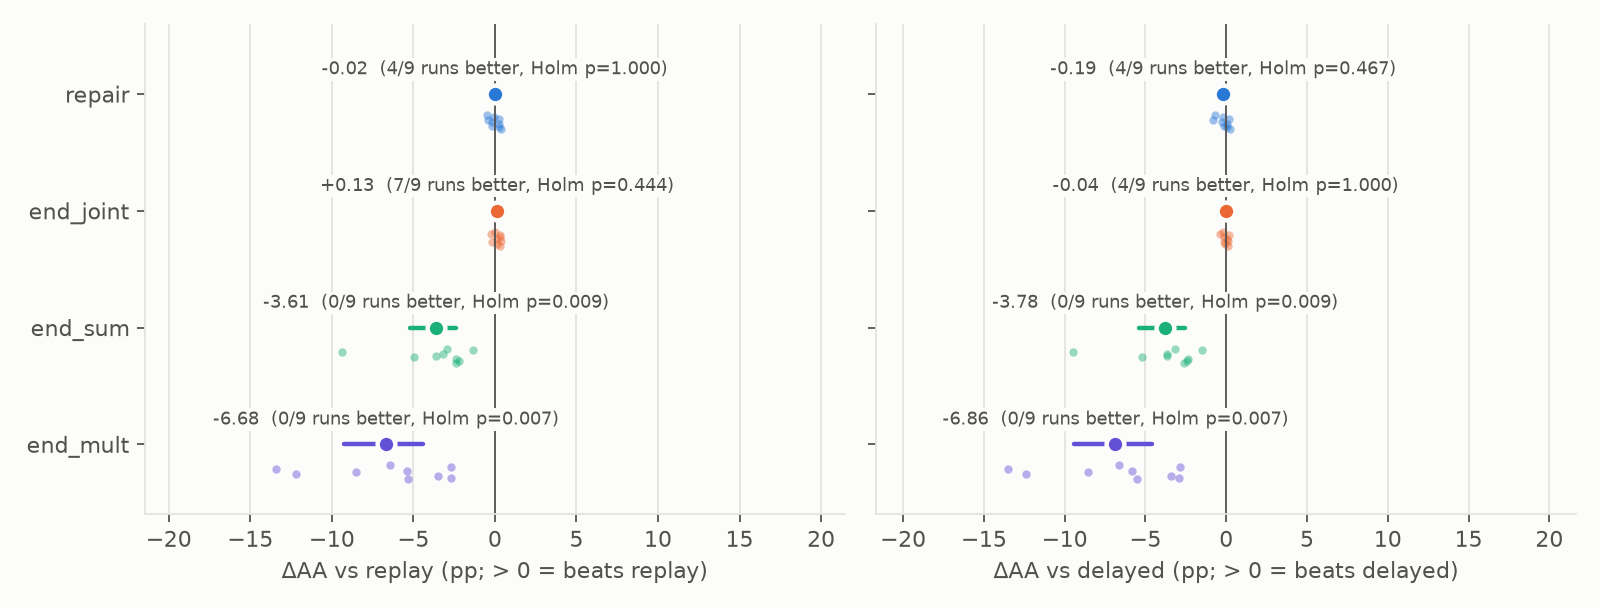 -0.02 (4/9 runs better, Holm p=1.000)
-0.19 (4/9 runs better, Holm p=0.467)
repair
+0.13 (7/9 runs better, Holm p=0.444)
-0.04 (4/9 runs better, Holm p=1.000)
end_joint
-3.61 (0/9 runs better, Holm p=0.009)
-3.78 (0/9 runs better, Holm p=0.009)
end_sum
-6.68 (0/9 runs better, Holm p=0.007)
-6.86 (0/9 runs better, Holm p=0.007)
end_mult
−20 −15 −10 −5 0 5 10 15 20
−20 −15 −10 −5 0 5 10 15 20
ΔAA vs replay (pp; > 0 = beats replay)
ΔAA vs delayed (pp; > 0 = beats delayed)